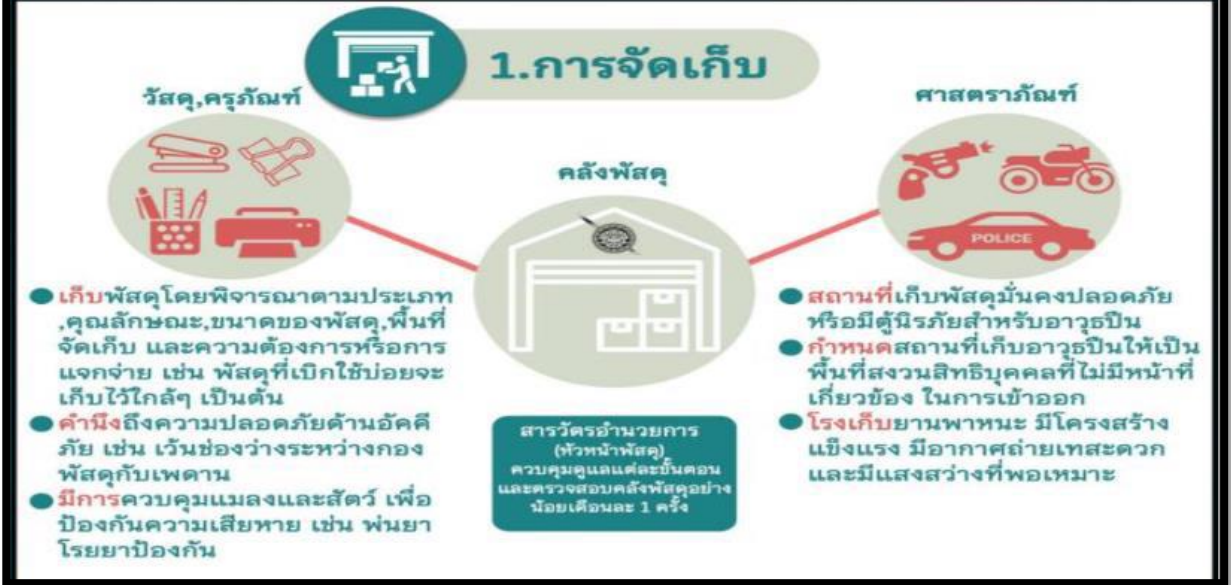 1.การจัดเก็บ
วัสดุ,ครุภัณฑ์
เก็บพัสดุโดยพิจารณาตามประเภท
,คุณลักษณะ,ขนาดของพัสดุ,พื้นที่
จัดเก็บ และความต้องการหรือการ
แจกจ่าย เช่น พัสดุที่เบิกใช้บ่อยจะ
เก็บไว้ใกล้ๆ เป็นต้น
คำนึงถึงความปลอดภัยด้านอัคคี
ภัย เช่น เว้นช่องว่างระหว่างกอง
พัสดุกับเพดาน
มีการควบคุมแมลงและสัตว์ เพื่อ
ป้องกันความเสียหาย เช่น พ่นยา
โรยยาป้องกัน
คลังพัสดุ
สารวัตรอำนวยการ
(หัวหน้าพัสดุ)
ควบคุมดูแลแต่ละขั้นตอน
และตรวจสอบคลังพัสดุอย่าง
น้อยเดือนละ 1 ครั้ง
ศาสตราภัณฑ์
POLICE
สถานที่เก็บพัสดุมั่นคงปลอดภัย
หรือมีตู้นิรภัยสำหรับอาวุธปืน
กำหนดสถานที่เก็บอาวุธปืนให้เป็น
พื้นที่สงวนสิทธิบุคคลที่ไม่มีหน้าที่
เกี่ยวข้อง ในการเข้าออก
โรงเก็บยานพาหนะ มีโครงสร้าง
แข็งแรง มีอากาศถ่ายเทสะดวก
และมีแสงสว่างที่พอเหมาะ